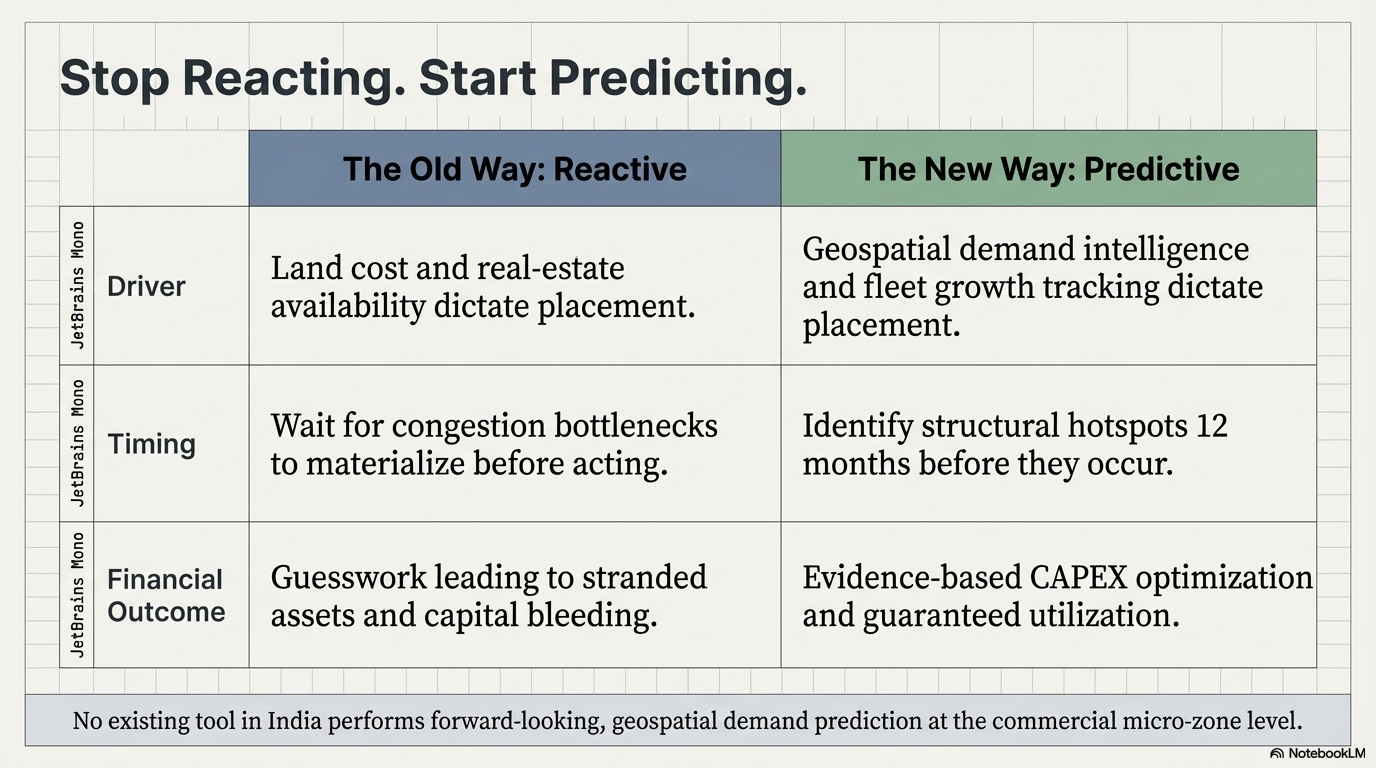 Stop Reacting. Start Predicting.
The Old Way: Reactive
The New Way: Predictive
JetBrains Mono
Driver
Land cost and real-estate
availability dictate placement.
Geospatial demand intelligence
and fleet growth tracking dictate
placement.
JetBrains Mono
Timing
Wait for congestion bottlenecks
to materialize before acting.
Identify structural hotspots 12
months before they occur.
JetBrains Mono
Financial
Outcome
Guesswork leading to stranded
assets and capital bleeding.
Evidence-based CAPEX optimization
and guaranteed utilization.
No existing tool in India performs forward-looking, geospatial demand prediction at the commercial micro-zone level.
NotebookLM